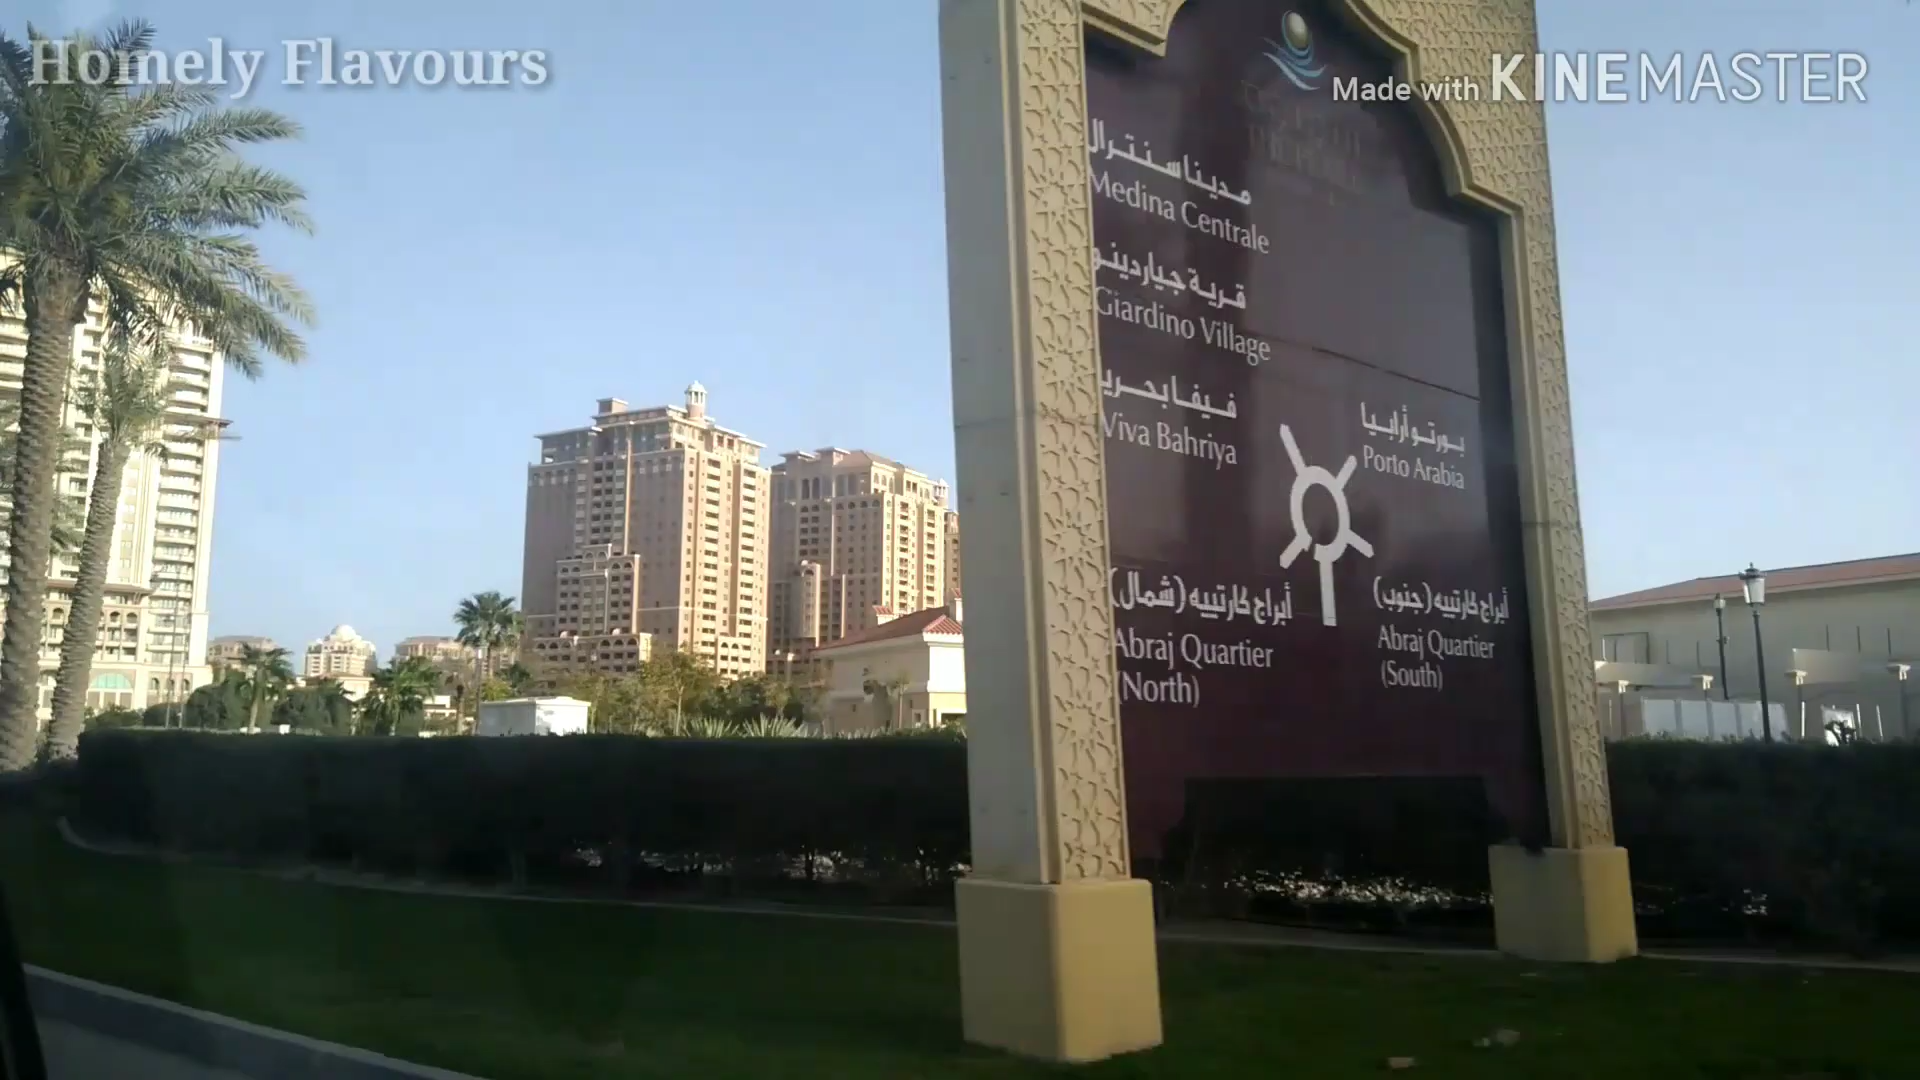 Homely Flavours
Made with KINEMASTER
مدينا سنترال
Medina Centrale
قرية جياردينو
Giardino Village
فيفا بحرية
Viva Bahriya
بورتو أرابيا
Porto Arabia
أبراج كارتييه (شمال)
Abraj Quartier
(North)
أبراج كارتييه (جنوب)
Abraj Quartier
(South)